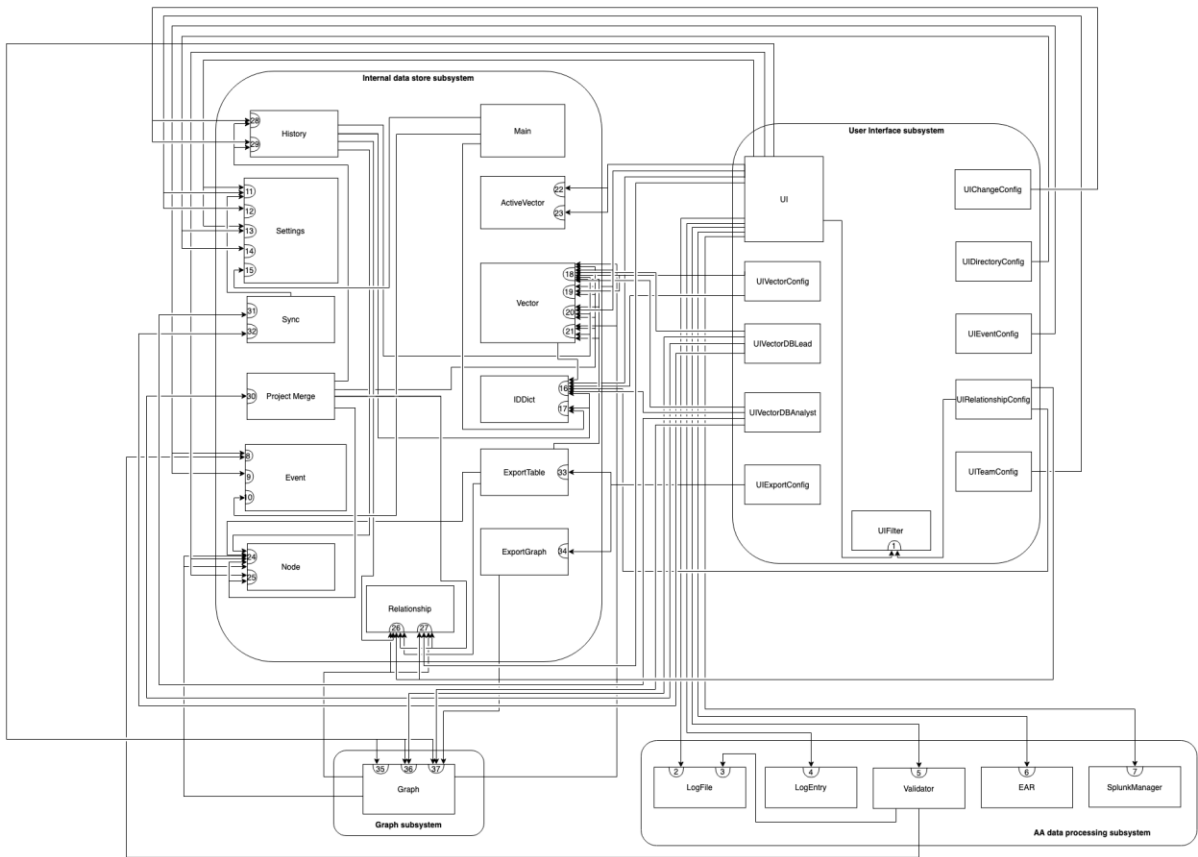 Internal data store subsystem
User Interface subsystem
28
29
History
Main
11
12
13
14
15
Settings
ActiveVector
22
23
UI
UIChangeConfig
UIDirectoryConfig
Vector
18
19
20
21
UIVectorConfig
31
32
Sync
UIVectorDBLead
UIEventConfig
30
Project Merge
IDDict
16
17
UIVectorDBAnalyst
UIRelationshipConfig
8
9
10
Event
ExportTable
33
UIExportConfig
UITeamConfig
24
25
Node
ExportGraph
34
UIFilter
1
Relationship
26
27
35
36
37
Graph
Graph subsystem
2
3
LogFile
4
LogEntry
5
Validator
6
EAR
7
SplunkManager
AA data processing subsystem